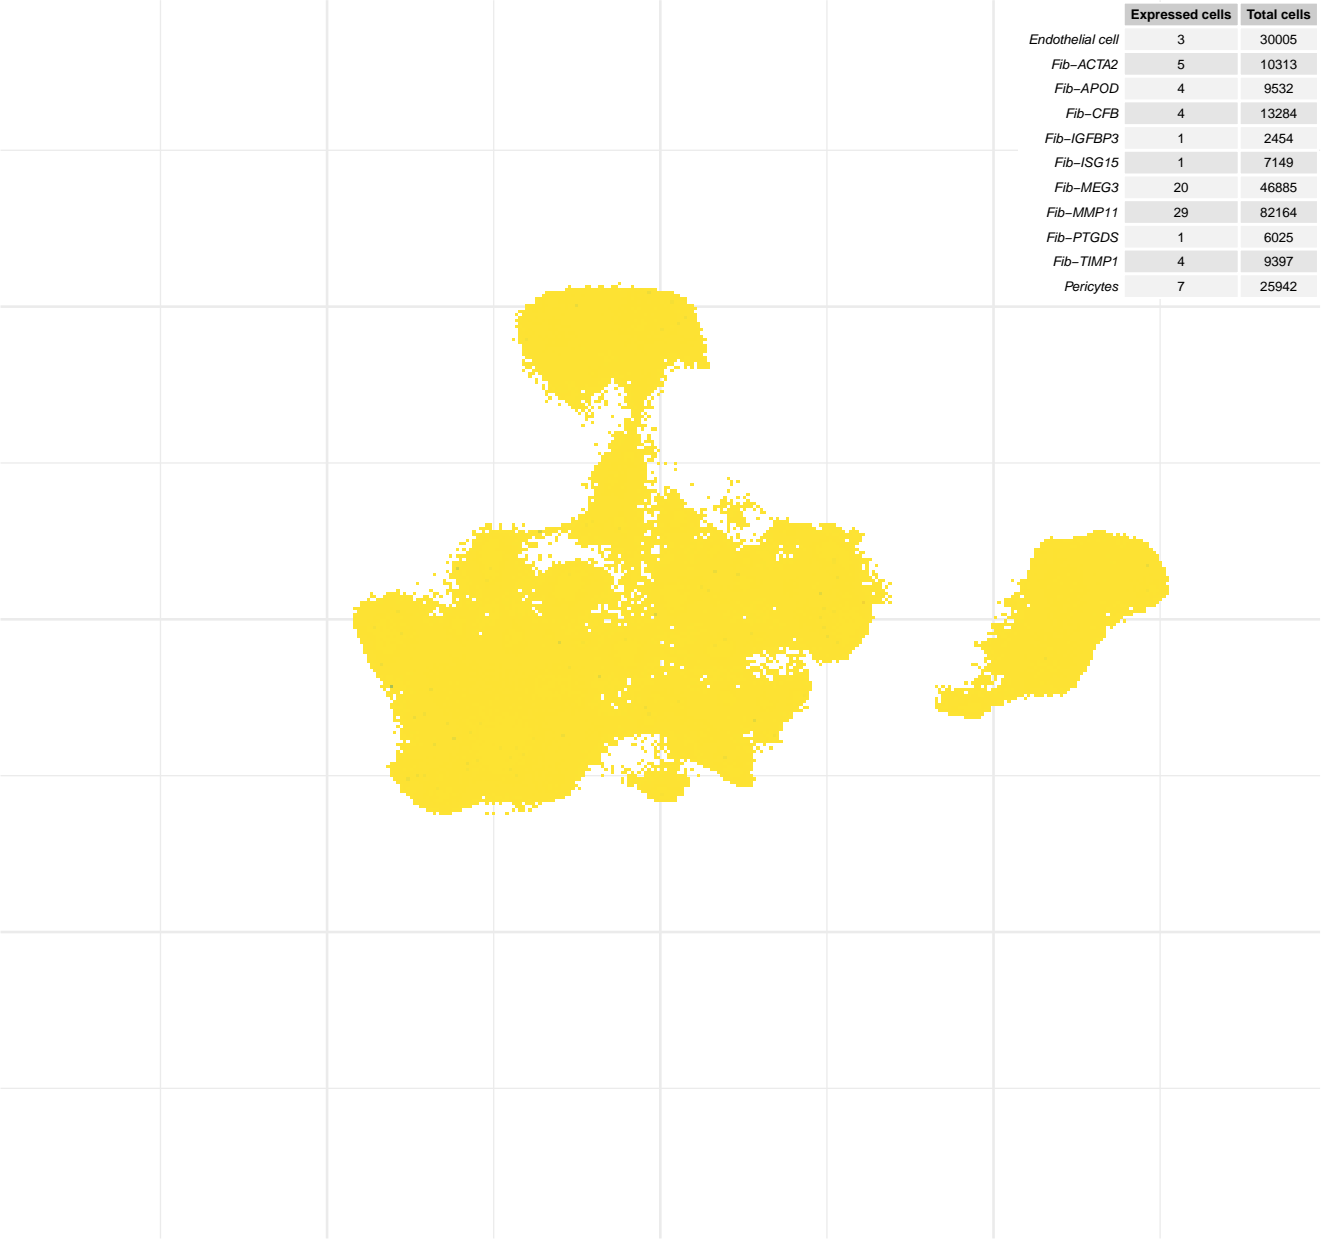 Expressed cells Total cells
Endothelial cell 3 30005
Fib−ACTA2 5 10313
Fib−APOD 4 9532
Fib−CFB 4 13284
Fib−IGFBP3 1 2454
Fib−ISG15 1 7149
Fib−MEG3 20 46885
Fib−MMP11 29 82164
Fib−PTGDS 1 6025
Fib−TIMP1 4 9397
Pericytes 7 25942